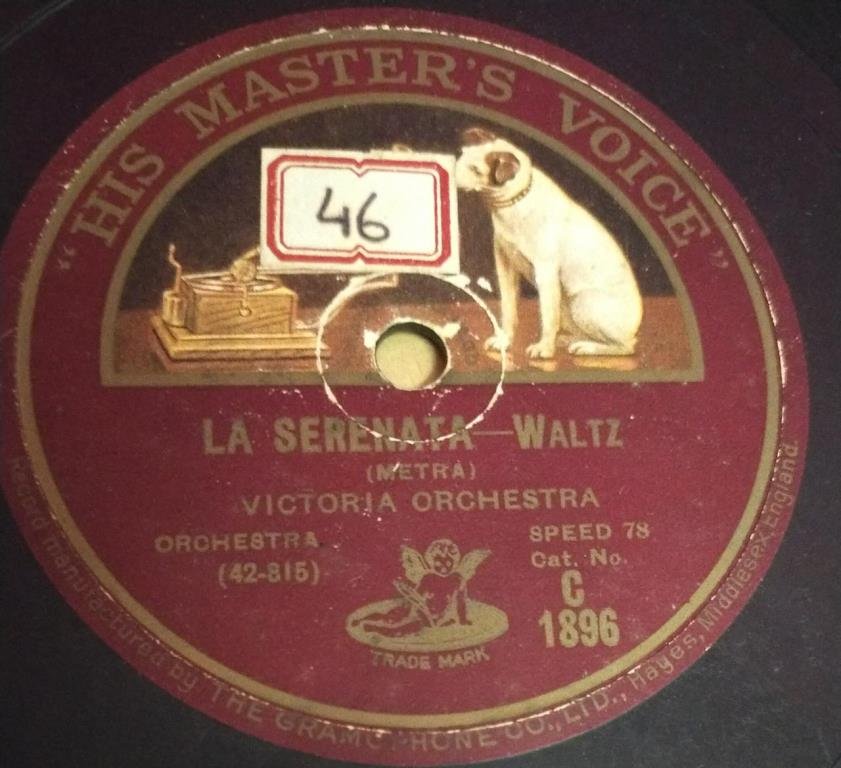 "HIS MASTER'S VOICE"
46
LA SERENATA—WALTZ
(METRA)
VICTORIA ORCHESTRA
ORCHESTRA
(42-815)
SPEED 78
Cat. No.
C
1896
TRADE MARK
Record manufactured by THE GRAMOPHONE CO., LTD., Hayes, Middlesex, England.